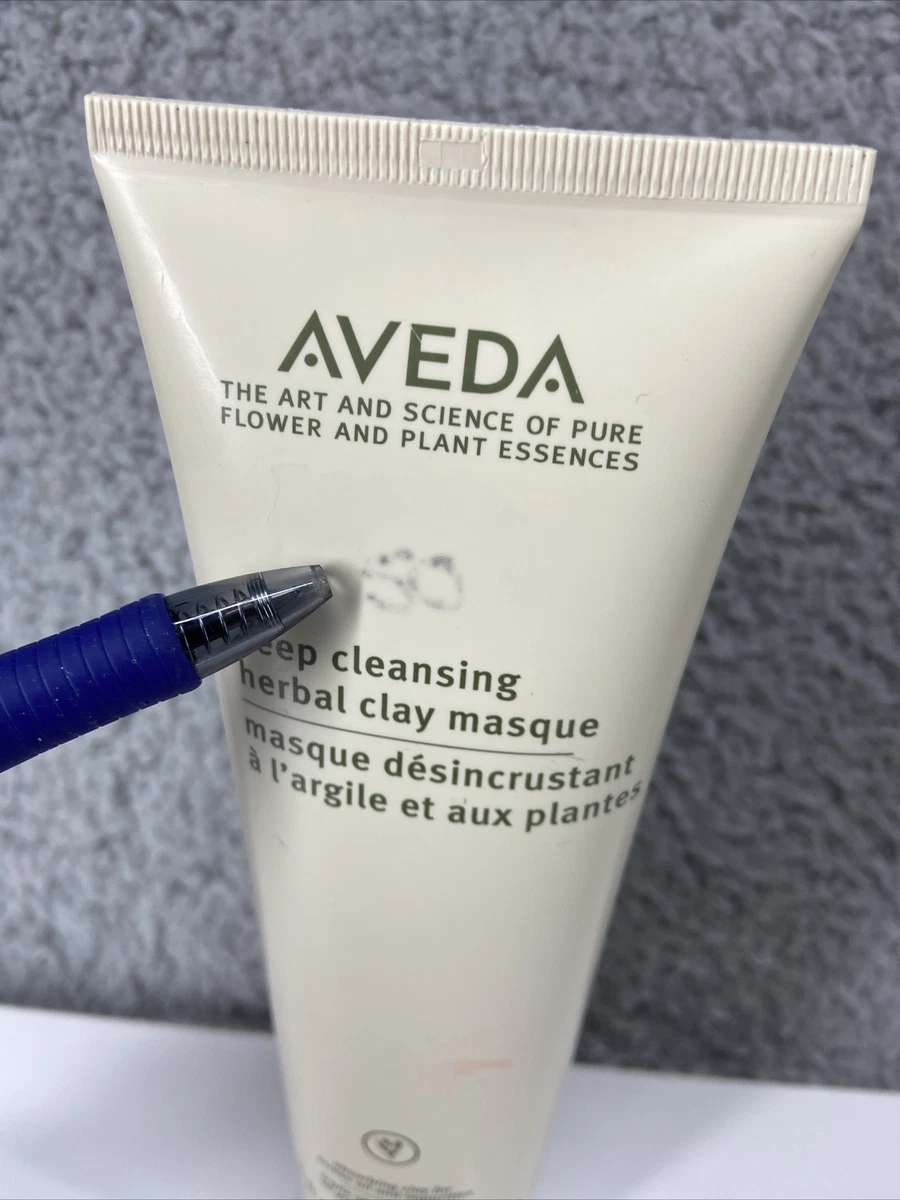 AVEDA
THE ART AND SCIENCE OF PURE
FLOWER AND PLANT ESSENCES
eep cleansing
herbal clay masque
masque désincrustant
à l'argile et aux plantes